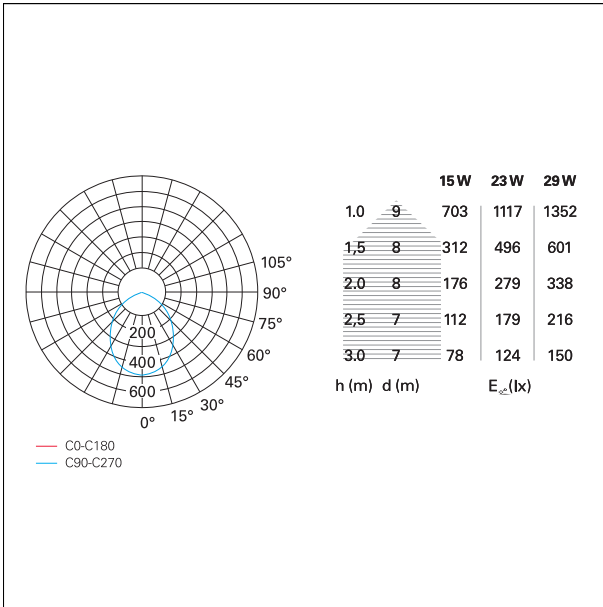 15 W 23 W 29 W
1.0 9 703 1117 1352
1,5 8 312 496 601
2.0 8 176 279 338
2,5 7 112 179 216
3.0 7 78 124 150
h (m) d (m) E (lx)
105°
90°
75°
60°
45°
30°
15°
0°
200
400
600
C0-C180
C90-C270